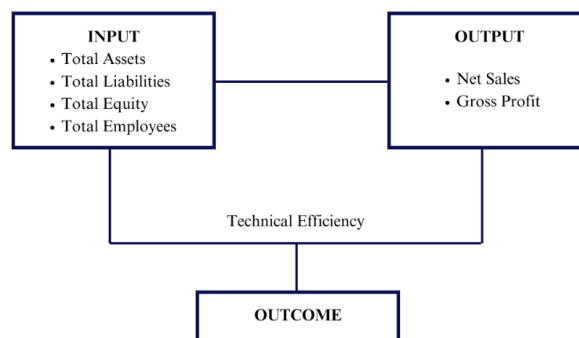 INPUT
• Total Assets
• Total Liabilities
• Total Equity
• Total Employees
OUTPUT
• Net Sales
• Gross Profit
Technical Efficiency
OUTCOME